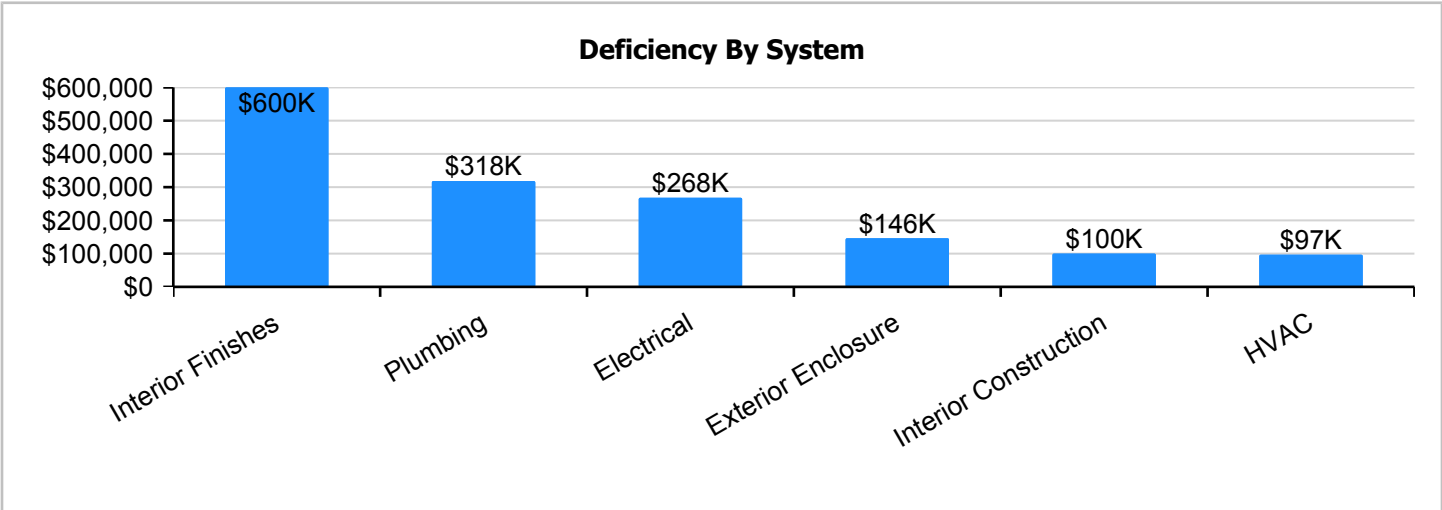 Deficiency By System
$600,000
$500,000
$400,000
$300,000
$200,000
$100,000
$0
$600K
$318K
$268K
$146K
$100K
$97K
Interior Finishes
Plumbing
Electrical
Exterior Enclosure
Interior Construction
HVAC